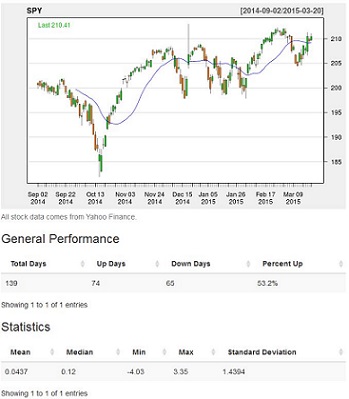 SPY [2014-09-02/2015-03-20]
Last 210.41
210
205
200
195
190
185
Sep 02 Sep 22 Oct 13 Nov 03 Nov 24 Dec 15 Jan 05 Jan 26 Feb 17 Mar 09
2014 2014 2014 2014 2014 2014 2015 2015 2015 2015
All stock data comes from Yahoo Finance.
General Performance
Total Days Up Days Down Days Percent Up
139 74 65 53.2%
Showing 1 to 1 of 1 entries
Statistics
Mean Median Min Max Standard Deviation
0.0437 0.12 -4.03 3.35 1.4394
Showing 1 to 1 of 1 entries